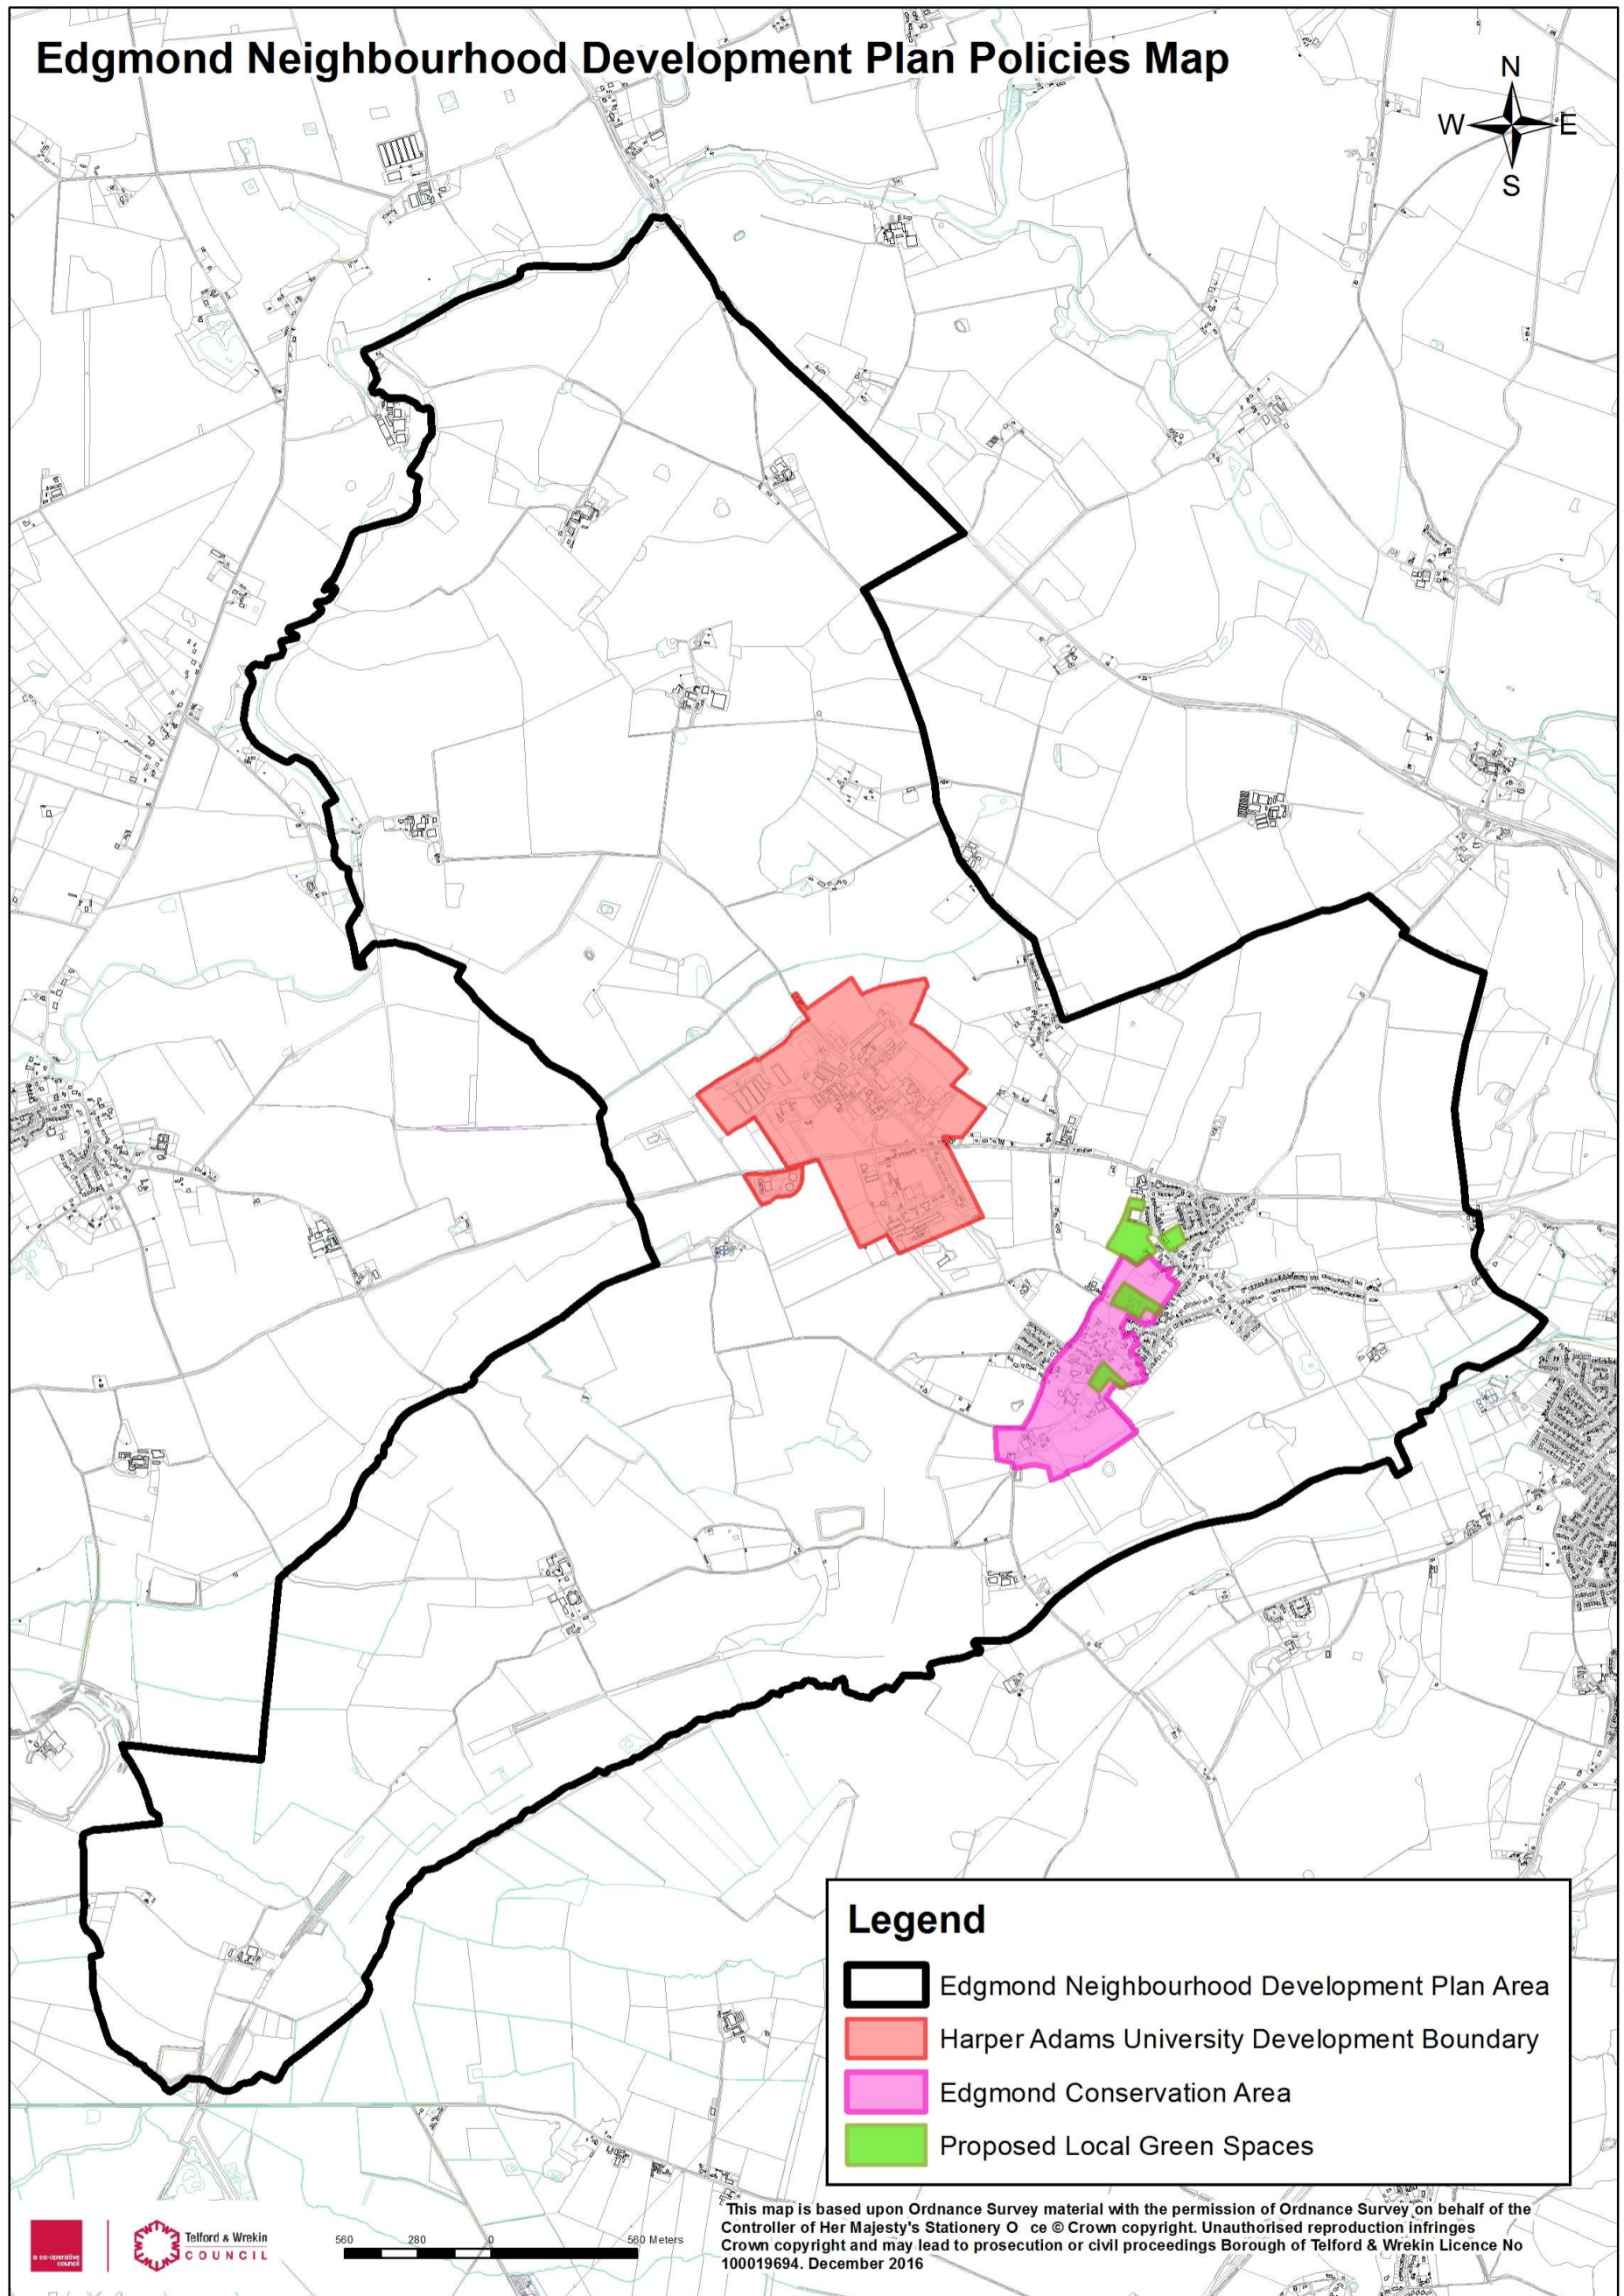 Edgmond Neighbourhood Development Plan Policies Map
N
W E
S
Legend
Edgmond Neighbourhood Development Plan Area
Harper Adams University Development Boundary
Edgmond Conservation Area
Proposed Local Green Spaces
This map is based upon Ordnance Survey material with the permission of Ordnance Survey on behalf of the
Controller of Her Majesty's Stationery O ce © Crown copyright. Unauthorised reproduction infringes
Crown copyright and may lead to prosecution or civil proceedings Borough of Telford & Wrekin Licence No
100019694. December 2016
a co-operative
council
Telford & Wrekin
COUNCIL
560 280 0 560 Meters